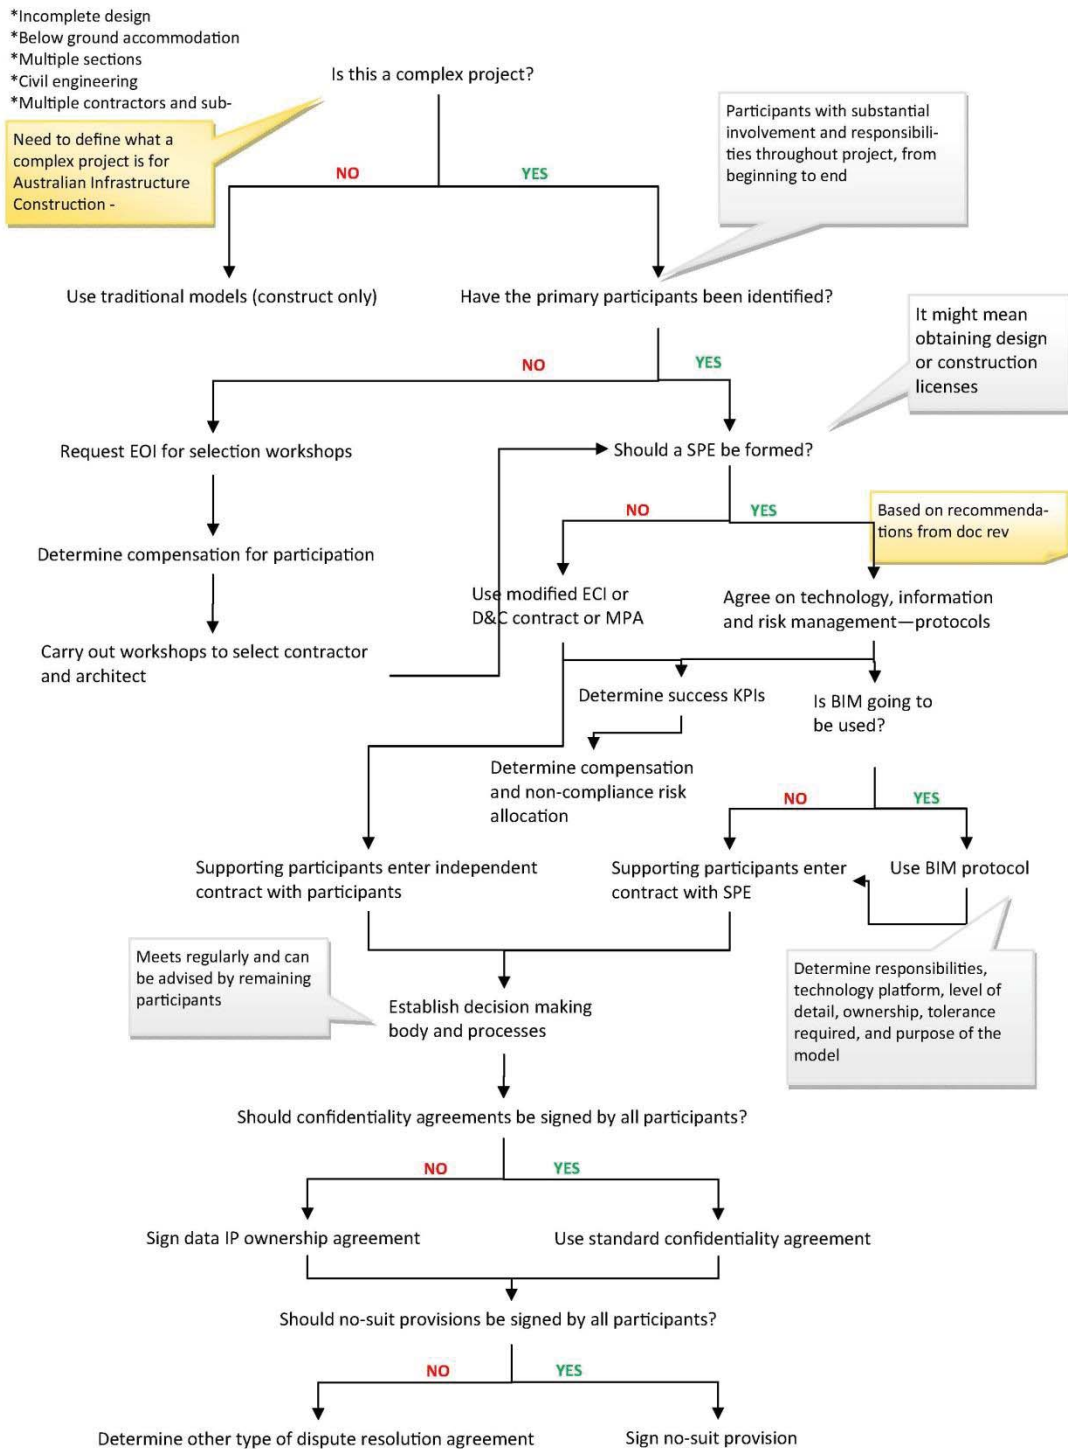 *Incomplete design
*Below ground accommodation
*Multiple sections
*Civil engineering
*Multiple contractors and sub-
Is this a complex project?
Need to define what a
complex project is for
Australian Infrastructure
Construction -
Participants with substantial
involvement and responsibili-
ties throughout project, from
beginning to end
NO
YES
Use traditional models (construct only)
Have the primary participants been identified?
It might mean
obtaining design
or construction
licenses
NO
YES
Request EOI for selection workshops
Should a SPE be formed?
NO
YES
Based on recommenda-
tions from doc rev
Determine compensation for participation
Use modified ECI or
D&C contract or MPA
Agree on technology, information
and risk management—protocols
Carry out workshops to select contractor
and architect
Determine success KPIs
Is BIM going to
be used?
Determine compensation
and non-compliance risk
allocation
NO
YES
Supporting participants enter independent
contract with participants
Supporting participants enter
contract with SPE
Use BIM protocol
Meets regularly and can
be advised by remaining
participants
Determine responsibilities,
technology platform, level of
detail, ownership, tolerance
required, and purpose of the
model
Establish decision making
body and processes
Should confidentiality agreements be signed by all participants?
NO
YES
Sign data IP ownership agreement
Use standard confidentiality agreement
Should no-suit provisions be signed by all participants?
NO
YES
Determine other type of dispute resolution agreement
Sign no-suit provision